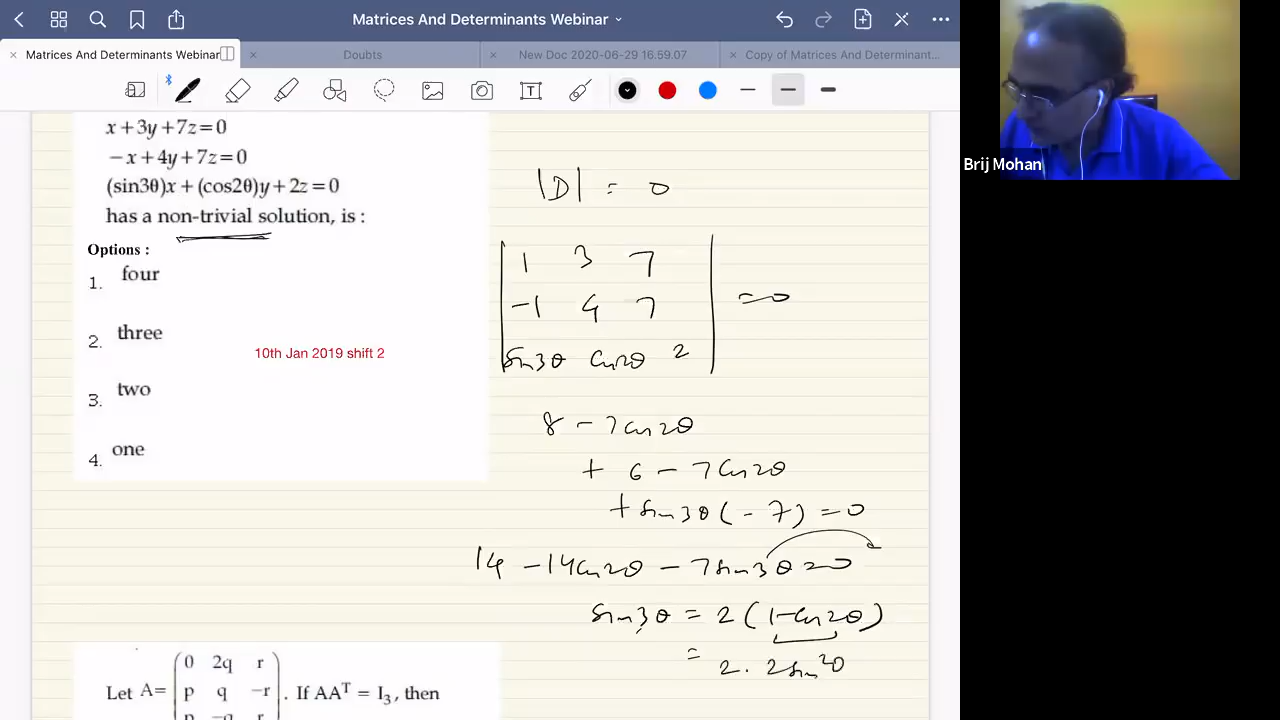 Matrices And Determinants Webinar
Matrices And Determinants Webinar
Doubts
New Doc 2020-06-29 16.59.07
Copy of Matrices And Determinant...
Brij Mohan
x+3y+7z=0
−x+4y+7z=0
(sin3θ)x+(cos2θ)y+2z=0
has a non-trivial solution, is :
Options :
1. four
2. three
10th Jan 2019 shift 2
3. two
4. one
|D| = 0
1 3 7
-1 4 7 =0
sin3θ cos2θ 2
8 - 7cos2θ
+ 6 - 7cos2θ
+ sin3θ(-7) =0
14 - 14cos2θ - 7sin3θ =0
sin3θ = 2(1-cos2θ)
= 2. 2sin²θ
0 2q r
Let A= p q −r . If AAᵀ = I₃, then
p −q r